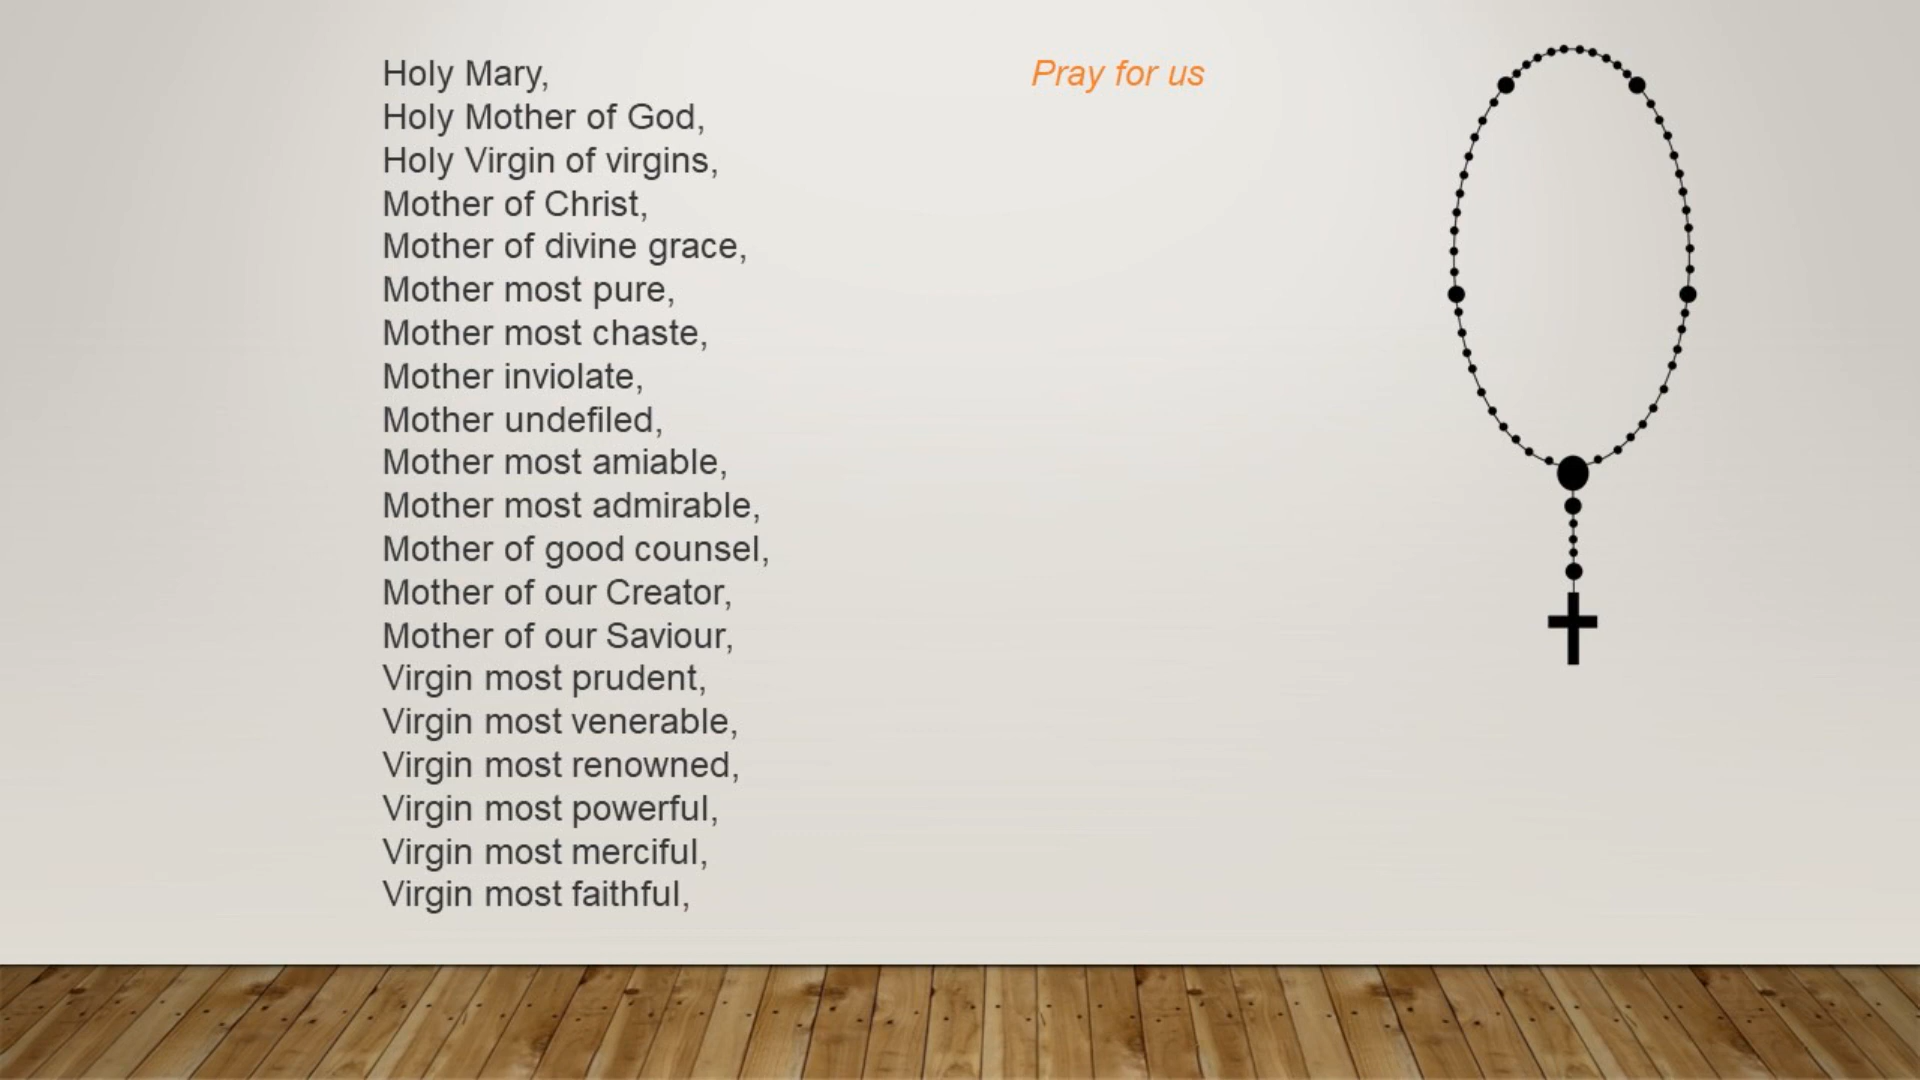 Holy Mary, Pray for us
Holy Mother of God,
Holy Virgin of virgins,
Mother of Christ,
Mother of divine grace,
Mother most pure,
Mother most chaste,
Mother inviolate,
Mother undefiled,
Mother most amiable,
Mother most admirable,
Mother of good counsel,
Mother of our Creator,
Mother of our Saviour,
Virgin most prudent,
Virgin most venerable,
Virgin most renowned,
Virgin most powerful,
Virgin most merciful,
Virgin most faithful,